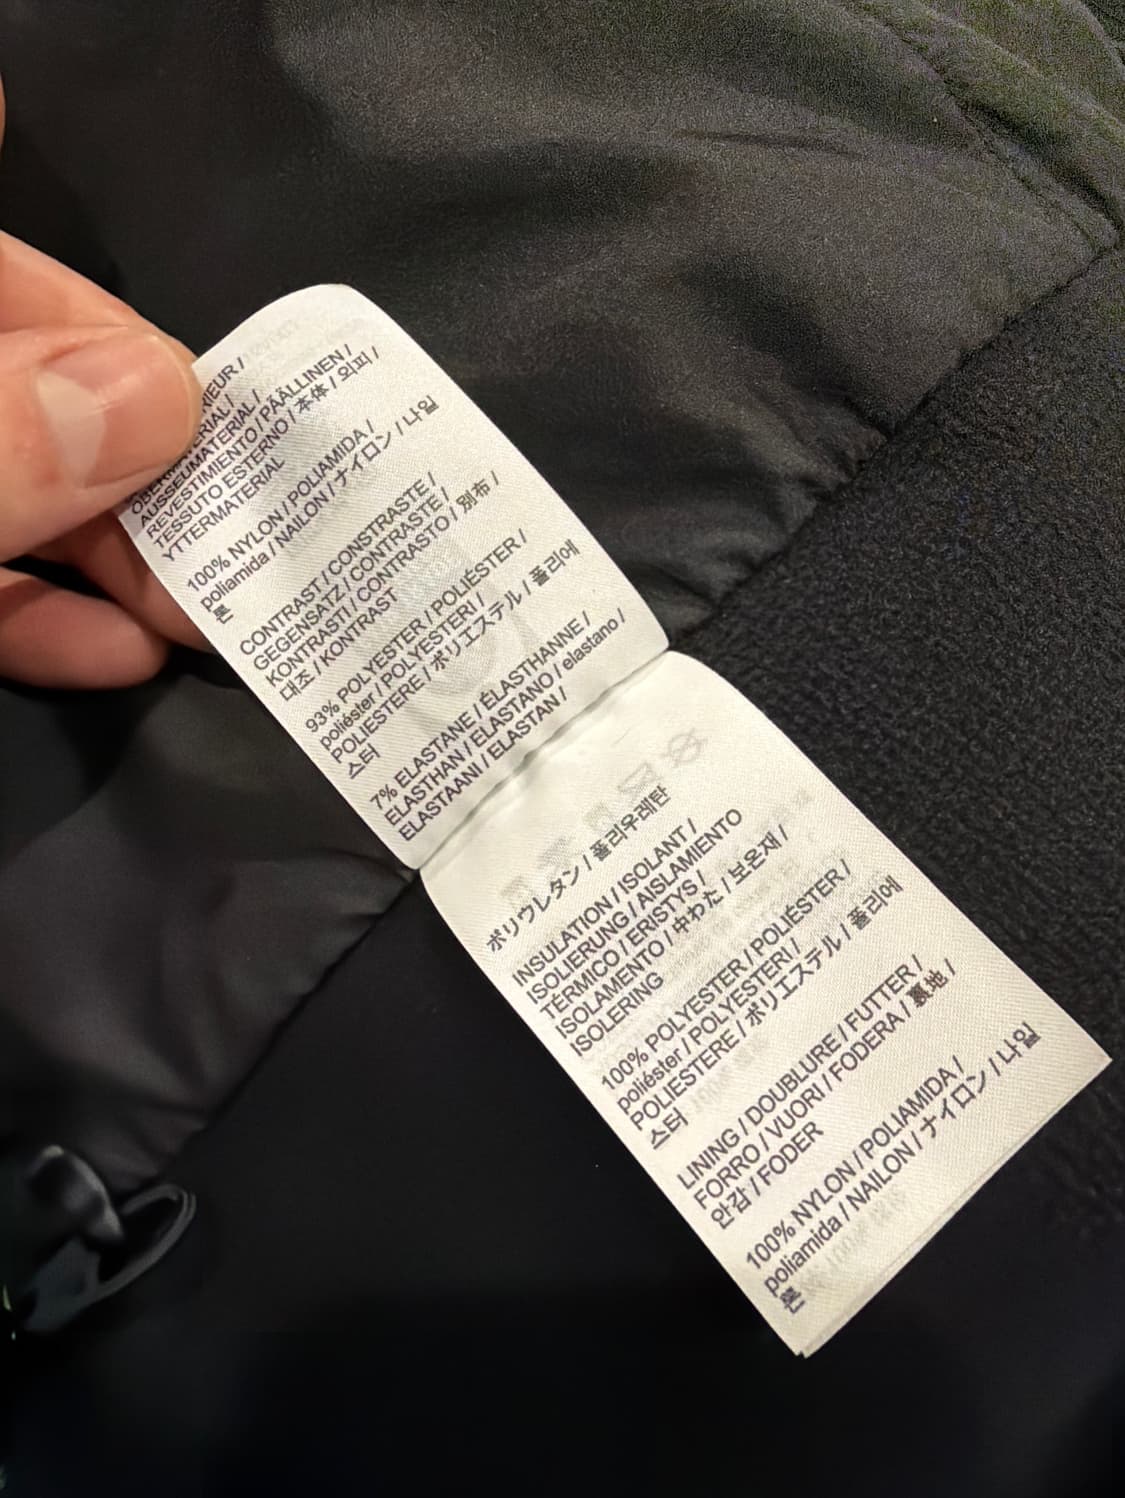 IEUR /
OBERMATERIAL /
AUSSEUMATERIAL /
REVESTIMIENTO / PÄÄLLINEN /
TESSUTO ESTERNO / 本体 / 외피 /
YTTERMATERIAL
100% NYLON / POLIAMIDA /
poliamida / NAILON / ナイロン / 나일
론
CONTRAST / CONSTRASTE /
GEGENSATZ / CONTRASTE /
KONTRASTI / CONTRASTO / 別布 /
대조 / KONTRAST
93% POLYESTER / POLIÉSTER /
poliéster / POLYESTERI /
POLIESTERE / ポリエステル / 폴리에
스터
7% ELASTANE / ÉLASTHANNE /
ELASTHAN / ELASTANO / elastano /
ELASTAANI / ELASTAN /
ポリウレタン / 폴리우레탄
INSULATION / ISOLANT /
ISOLIERUNG / AISLAMIENTO
TÉRMICO / ERISTYS /
ISOLAMENTO / 中わた / 보온재 /
ISOLERING
100% POLYESTER / POLIÉSTER /
poliéster / POLYESTERI /
POLIESTERE / ポリエステル / 폴리에
스터
LINING / DOUBLURE / FUTTER /
FORRO / VUORI / FODERA / 裏地 /
안감 / FODER
100% NYLON / POLIAMIDA /
poliamida / NAILON / ナイロン / 나일
론